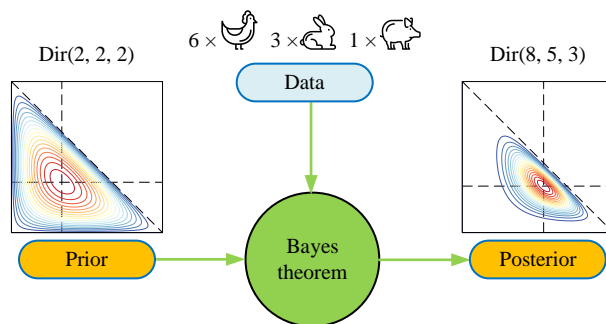 6 × 3 × 1 ×
Dir(2, 2, 2)
Data
Dir(8, 5, 3)
Prior
Bayes
theorem
Posterior